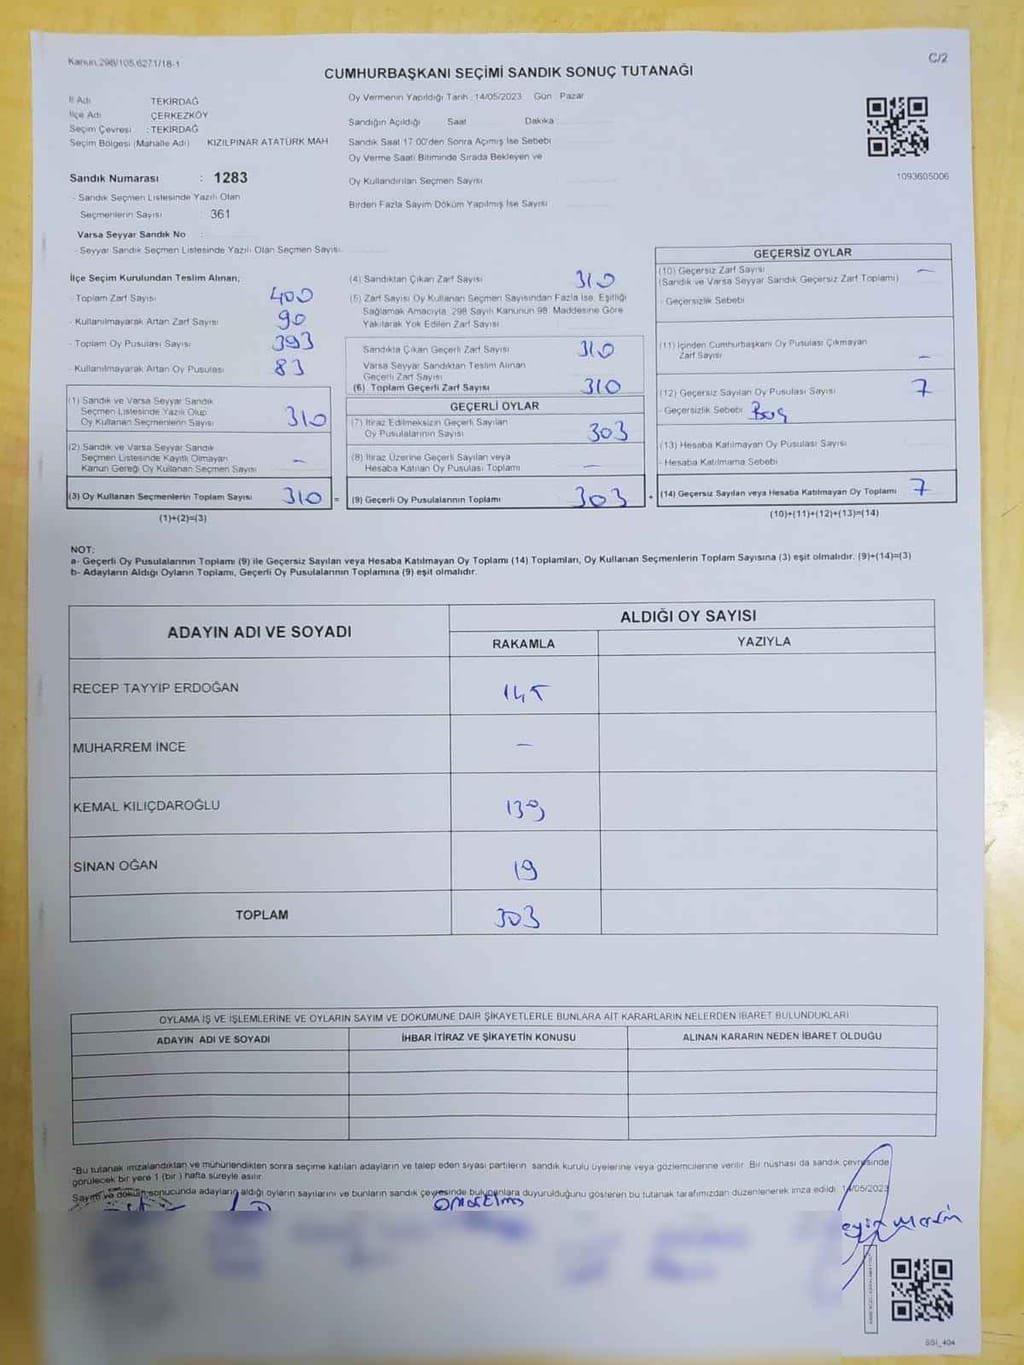 Kanun 298/105,6271/18-1
C/2
CUMHURBAŞKANI SEÇİMİ SANDIK SONUÇ TUTANAĞI
İl Adı TEKİRDAĞ
İlçe Adı ÇERKEZKÖY
Seçim Çevresi : TEKİRDAĞ
Seçim Bölgesi (Mahalle Adı) KIZILPINAR ATATÜRK MAH
Sandık Numarası : 1283
- Sandık Seçmen Listesinde Yazılı Olan
Seçmenlerin Sayısı : 361
Varsa Seyyar Sandık No :
- Seyyar Sandık Seçmen Listesinde Yazılı Olan Seçmen Sayısı:
Oy Vermenin Yapıldığı Tarih : 14/05/2023 Gün : Pazar
Sandığın Açıldığı Saat Dakika
Sandık Saat 17:00'den Sonra Açılmış İse Sebebi
Oy Verme Saati Bitiminde Sırada Bekleyen ve
Oy Kullandırılan Seçmen Sayısı
Birden Fazla Sayım Döküm Yapılmış İse Sayısı
1093605006
İlçe Seçim Kurulundan Teslim Alınan;
- Toplam Zarf Sayısı 400
- Kullanılmayarak Artan Zarf Sayısı 90
- Toplam Oy Pusulası Sayısı 393
- Kullanılmayarak Artan Oy Pusulası 83
(1) Sandık ve Varsa Seyyar Sandık
Seçmen Listesinde Yazılı Olup
Oy Kullanan Seçmenlerin Sayısı 310
(2) Sandık ve Varsa Seyyar Sandık
Seçmen Listesinde Kayıtlı Olmayan
Kanun Gereği Oy Kullanan Seçmen Sayısı –
(3) Oy Kullanan Seçmenlerin Toplam Sayısı 310 =
(1)+(2)=(3)
(4) Sandıktan Çıkan Zarf Sayısı 310
(5) Zarf Sayısı Oy Kullanan Seçmen Sayısından Fazla İse, Eşitliği
Sağlamak Amacıyla, 298 Sayılı Kanunun 98. Maddesine Göre
Yakılarak Yok Edilen Zarf Sayısı
Sandıkta Çıkan Geçerli Zarf Sayısı 310
Varsa Seyyar Sandıktan Teslim Alınan
Geçerli Zarf Sayısı
(6) Toplam Geçerli Zarf Sayısı 310
GEÇERLİ OYLAR
(7) İtiraz Edilmeksizin Geçerli Sayılan
Oy Pusulalarının Sayısı 303
(8) İtiraz Üzerine Geçerli Sayılan veya
Hesaba Katılan Oy Pusulası Toplamı –
(9) Geçerli Oy Pusulalarının Toplamı 303 +
GEÇERSİZ OYLAR
(10) Geçersiz Zarf Sayısı –
(Sandık ve Varsa Seyyar Sandık Geçersiz Zarf Toplamı)
- Geçersizlik Sebebi
(11) İçinden Cumhurbaşkanı Oy Pusulası Çıkmayan
Zarf Sayısı –
(12) Geçersiz Sayılan Oy Pusulası Sayısı 7
- Geçersizlik Sebebi Boş
(13) Hesaba Katılmayan Oy Pusulası Sayısı
- Hesaba Katılmama Sebebi
(14) Geçersiz Sayılan veya Hesaba Katılmayan Oy Toplamı 7
(10)+(11)+(12)+(13)=(14)
NOT:
a- Geçerli Oy Pusulalarının Toplamı (9) ile Geçersiz Sayılan veya Hesaba Katılmayan Oy Toplamı (14) Toplamları, Oy Kullanan Seçmenlerin Toplam Sayısına (3) eşit olmalıdır. (9)+(14)=(3)
b- Adayların Aldığı Oyların Toplamı, Geçerli Oy Pusulalarının Toplamına (9) eşit olmalıdır.
ADAYIN ADI VE SOYADI
ALDIĞI OY SAYISI
RAKAMLA YAZIYLA
RECEP TAYYİP ERDOĞAN 145
MUHARREM İNCE –
KEMAL KILIÇDAROĞLU 139
SİNAN OĞAN 19
TOPLAM 303
OYLAMA İŞ VE İŞLEMLERİNE VE OYLARIN SAYIM VE DÖKÜMÜNE DAİR ŞİKAYETLERLE BUNLARA AİT KARARLARIN NELERDEN İBARET BULUNDUKLARI
ADAYIN ADI VE SOYADI İHBAR İTİRAZ VE ŞİKAYETİN KONUSU ALINAN KARARIN NEDEN İBARET OLDUĞU
*Bu tutanak imzalandıktan ve mühürlendikten sonra seçime katılan adayların ve talep eden siyasi partilerin sandık kurulu üyelerine veya gözlemcilerine verilir. Bir nüshası da sandık çevresinde
görülecek bir yere 1 (bir ) hafta süreyle asılır.
Sayım ve döküm sonucunda adayların aldığı oyların sayılarını ve bunların sandık çevresinde bulunanlara duyurulduğunu gösteren bu tutanak tarafımızdan düzenlenerek imza edildi. 14/05/2023
SSI_404